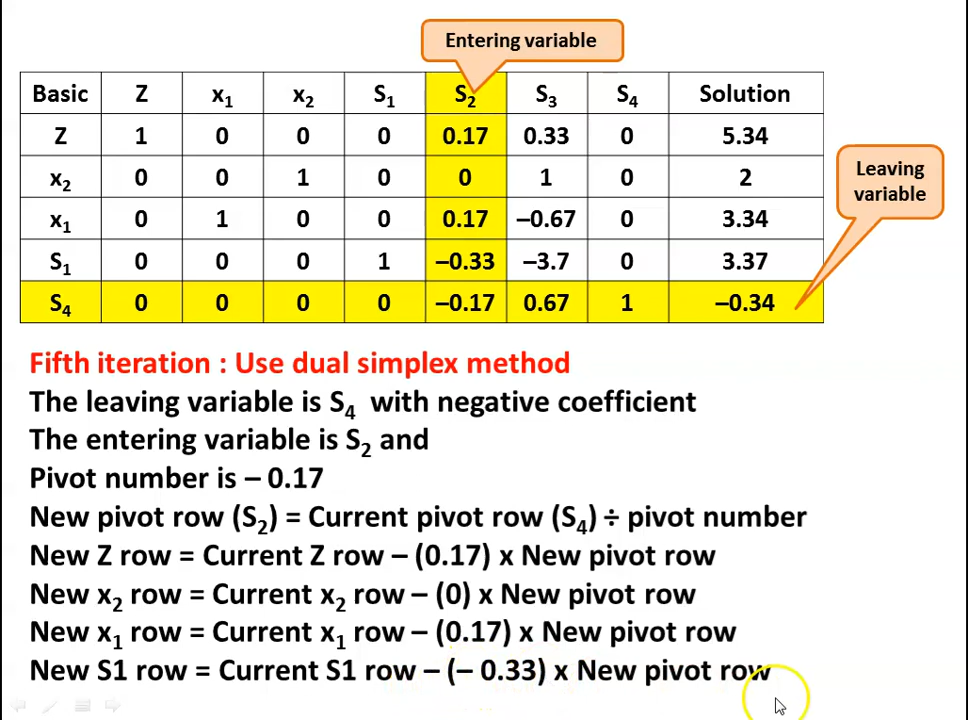 Entering variable
Basic Z x₁ x₂ S₁ S₂ S₃ S₄ Solution
Z 1 0 0 0 0.17 0.33 0 5.34
x₂ 0 0 1 0 0 1 0 2
Leaving
variable
x₁ 0 1 0 0 0.17 –0.67 0 3.34
S₁ 0 0 0 1 –0.33 –3.7 0 3.37
S₄ 0 0 0 0 –0.17 0.67 1 –0.34
Fifth iteration : Use dual simplex method
The leaving variable is S₄ with negative coefficient
The entering variable is S₂ and
Pivot number is – 0.17
New pivot row (S₂) = Current pivot row (S₄) ÷ pivot number
New Z row = Current Z row – (0.17) x New pivot row
New x₂ row = Current x₂ row – (0) x New pivot row
New x₁ row = Current x₁ row – (0.17) x New pivot row
New S1 row = Current S1 row – (– 0.33) x New pivot row